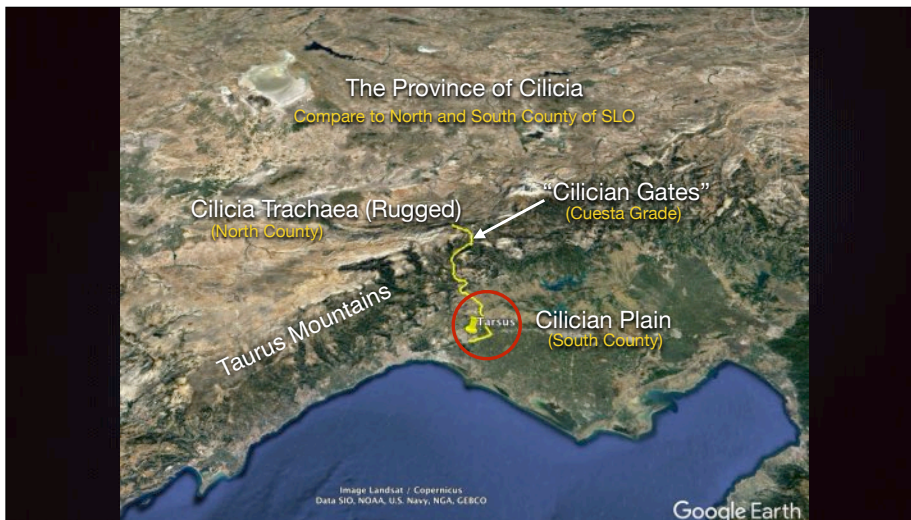 The Province of Cilicia
Compare to North and South County of SLO
“Cilician Gates”
(Cuesta Grade)
Cilicia Trachaea (Rugged)
(North County)
Taurus Mountains
Tarsus
Cilician Plain
(South County)
Image Landsat / Copernicus
Data SIO, NOAA, U.S. Navy, NGA, GEBCO
Google Earth